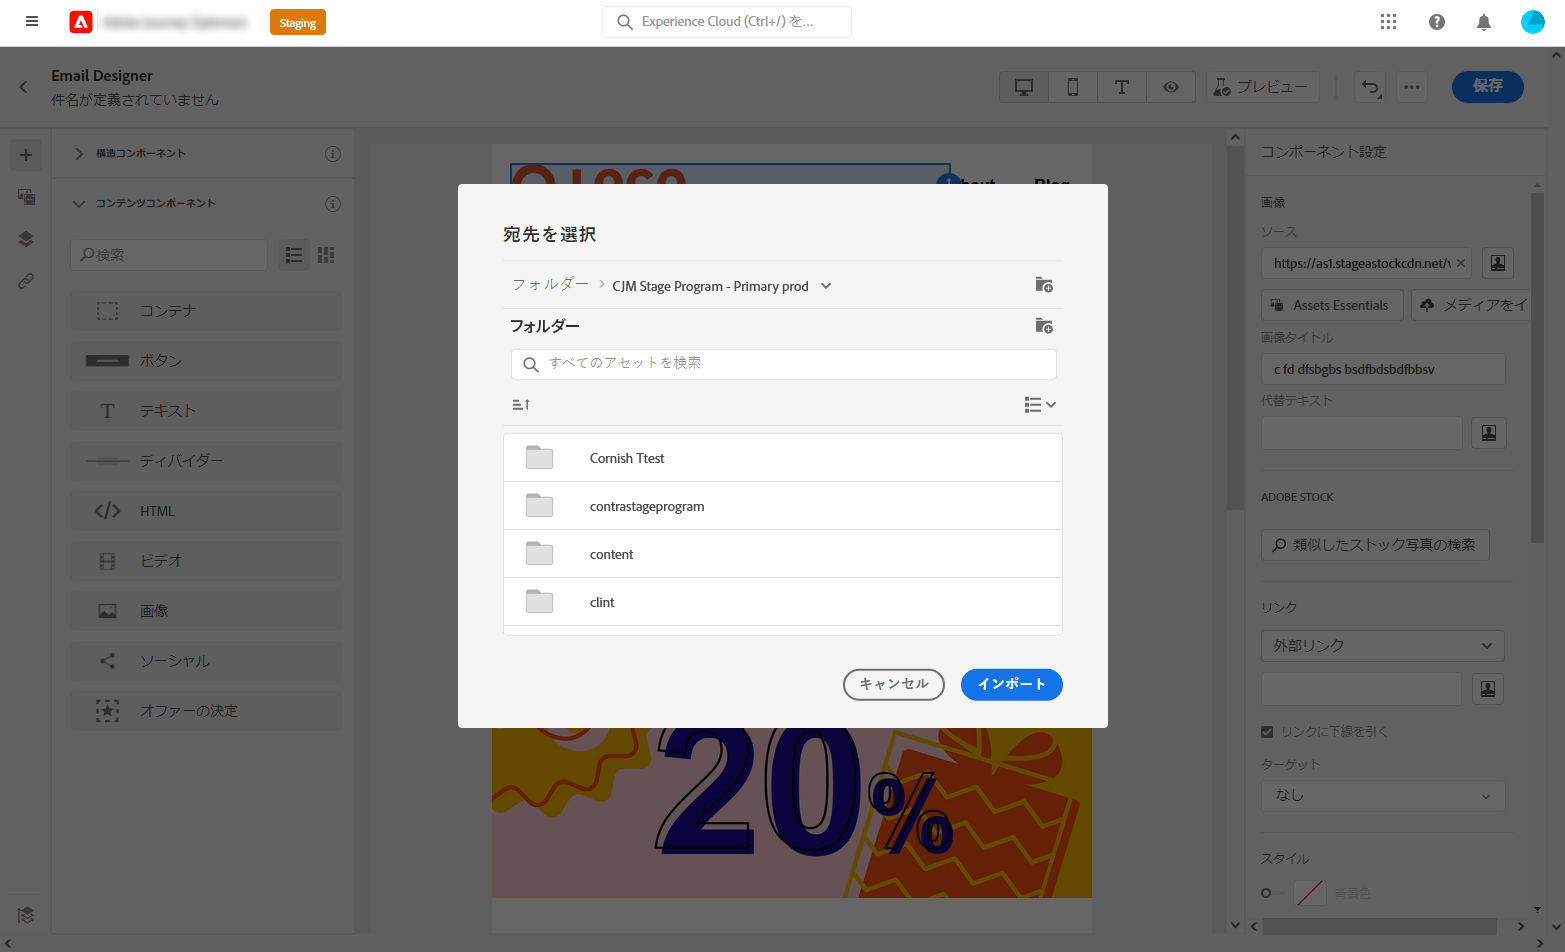 Staging
Experience Cloud (Ctrl+/) を...
Email Designer
件名が定義されていません
プレビュー
保存
構造コンポーネント
コンテンツコンポーネント
検索
コンテナ
ボタン
テキスト
ディバイダー
HTML
ビデオ
画像
ソーシャル
オファーの決定
LOGO
bout
Blog
宛先を選択
フォルダー
CJM Stage Program - Primary prod
フォルダー
すべてのアセットを検索
Cornish Ttest
contrastageprogram
content
clint
キャンセル
インポート
20%
コンポーネント設定
画像
ソース
https://as1.stageastockcdn.net/v
Assets Essentials
メディアをイ
画像タイトル
c fd dfsbgbs bsdfbdsbdfbbsv
代替テキスト
ADOBE STOCK
類似したストック写真の検索
リンク
外部リンク
リンクに下線を引く
ターゲット
なし
スタイル
背景色